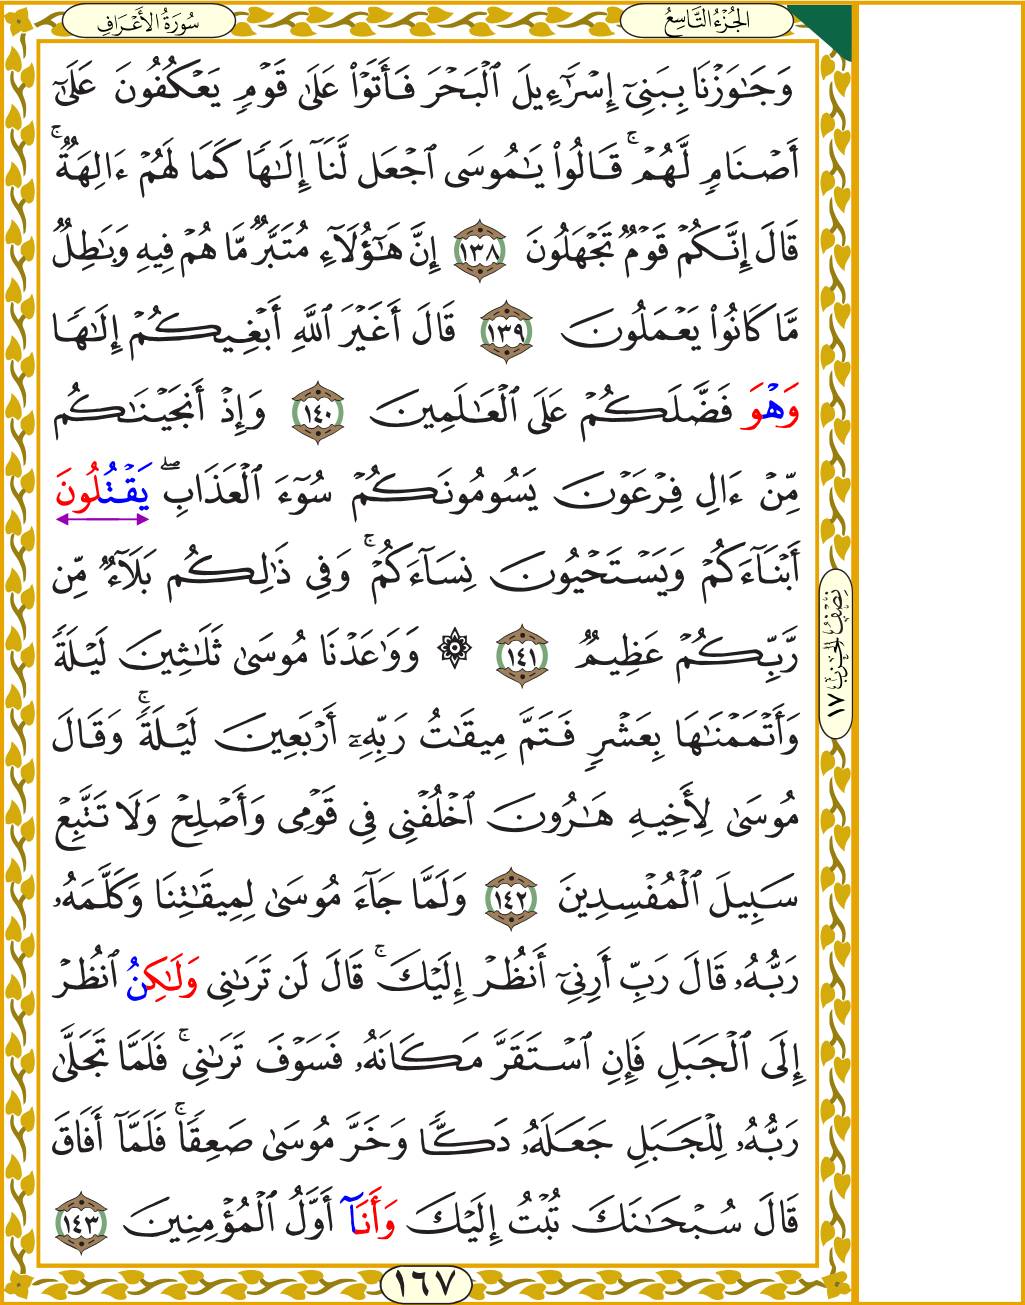 سُورَةُ الأَعْرَافِ
الجُزْءُ التَّاسِعُ
وَجَٰوَزْنَا بِبَنِىٓ إِسْرَٰٓءِيلَ ٱلْبَحْرَ فَأَتَوْا۟ عَلَىٰ قَوْمٍ يَعْكُفُونَ عَلَىٰٓ
أَصْنَامٍ لَّهُمْ ۚ قَالُوا۟ يَٰمُوسَى ٱجْعَل لَّنَآ إِلَٰهًا كَمَا لَهُمْ ءَالِهَةٌ ۚ
قَالَ إِنَّكُمْ قَوْمٌ تَجْهَلُونَ ١٣٨ إِنَّ هَٰٓؤُلَآءِ مُتَبَّرٌ مَّا هُمْ فِيهِ وَبَٰطِلٌ
مَّا كَانُوا۟ يَعْمَلُونَ ١٣٩ قَالَ أَغَيْرَ ٱللَّهِ أَبْغِيكُمْ إِلَٰهًا
وَهُوَ فَضَّلَكُمْ عَلَى ٱلْعَٰلَمِينَ ١٤٠ وَإِذْ أَنجَيْنَٰكُم
مِّنْ ءَالِ فِرْعَوْنَ يَسُومُونَكُمْ سُوٓءَ ٱلْعَذَابِ ۖ يَقْتُلُونَ
أَبْنَآءَكُمْ وَيَسْتَحْيُونَ نِسَآءَكُمْ ۚ وَفِى ذَٰلِكُم بَلَآءٌ مِّن
رَّبِّكُمْ عَظِيمٌ ١٤١ ۞ وَوَٰعَدْنَا مُوسَىٰ ثَلَٰثِينَ لَيْلَةً
وَأَتْمَمْنَٰهَا بِعَشْرٍ فَتَمَّ مِيقَٰتُ رَبِّهِۦٓ أَرْبَعِينَ لَيْلَةً ۚ وَقَالَ
مُوسَىٰ لِأَخِيهِ هَٰرُونَ ٱخْلُفْنِى فِى قَوْمِى وَأَصْلِحْ وَلَا تَتَّبِعْ
سَبِيلَ ٱلْمُفْسِدِينَ ١٤٢ وَلَمَّا جَآءَ مُوسَىٰ لِمِيقَٰتِنَا وَكَلَّمَهُۥ
رَبُّهُۥ قَالَ رَبِّ أَرِنِىٓ أَنظُرْ إِلَيْكَ ۚ قَالَ لَن تَرَىٰنِى وَلَٰكِنُ ٱنظُرْ
إِلَى ٱلْجَبَلِ فَإِنِ ٱسْتَقَرَّ مَكَانَهُۥ فَسَوْفَ تَرَىٰنِى ۚ فَلَمَّا تَجَلَّىٰ
رَبُّهُۥ لِلْجَبَلِ جَعَلَهُۥ دَكًّا وَخَرَّ مُوسَىٰ صَعِقًا ۚ فَلَمَّآ أَفَاقَ
قَالَ سُبْحَٰنَكَ تُبْتُ إِلَيْكَ وَأَنَآ أَوَّلُ ٱلْمُؤْمِنِينَ ١٤٣
نِصْفُ الْحِزْبِ ١٧
١٦٧